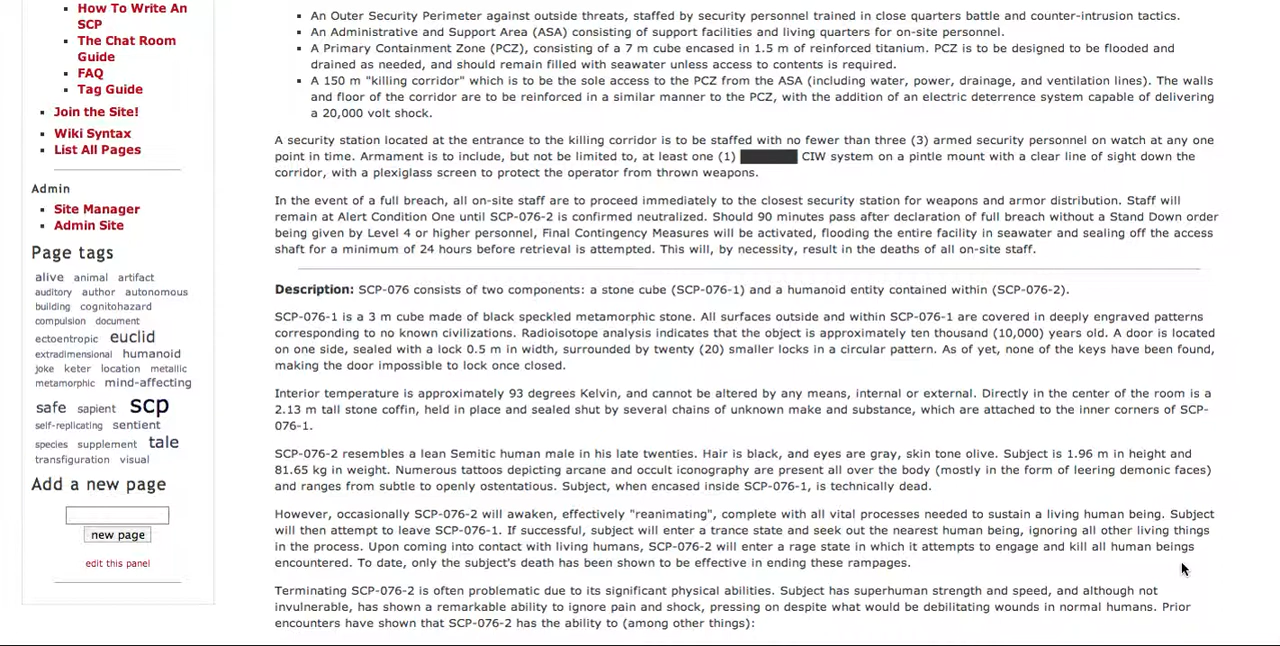 How To Write An
SCP
The Chat Room
Guide
FAQ
Tag Guide
Join the Site!
Wiki Syntax
List All Pages
Admin
Site Manager
Admin Site
Page tags
alive animal artifact
auditory author autonomous
building cognitohazard
compulsion document
ectoentropic euclid
extradimensional humanoid
joke keter location metallic
metamorphic mind-affecting
safe sapient scp
self-replicating sentient
species supplement tale
transfiguration visual
Add a new page
new page
edit this panel
An Outer Security Perimeter against outside threats, staffed by security personnel trained in close quarters battle and counter-intrusion tactics.
An Administrative and Support Area (ASA) consisting of support facilities and living quarters for on-site personnel.
A Primary Containment Zone (PCZ), consisting of a 7 m cube encased in 1.5 m of reinforced titanium. PCZ is to be designed to be flooded and
drained as needed, and should remain filled with seawater unless access to contents is required.
A 150 m "killing corridor" which is to be the sole access to the PCZ from the ASA (including water, power, drainage, and ventilation lines). The walls
and floor of the corridor are to be reinforced in a similar manner to the PCZ, with the addition of an electric deterrence system capable of delivering
a 20,000 volt shock.
A security station located at the entrance to the killing corridor is to be staffed with no fewer than three (3) armed security personnel on watch at any one
point in time. Armament is to include, but not be limited to, at least one (1) CIW system on a pintle mount with a clear line of sight down the
corridor, with a plexiglass screen to protect the operator from thrown weapons.
In the event of a full breach, all on-site staff are to proceed immediately to the closest security station for weapons and armor distribution. Staff will
remain at Alert Condition One until SCP-076-2 is confirmed neutralized. Should 90 minutes pass after declaration of full breach without a Stand Down order
being given by Level 4 or higher personnel, Final Contingency Measures will be activated, flooding the entire facility in seawater and sealing off the access
shaft for a minimum of 24 hours before retrieval is attempted. This will, by necessity, result in the deaths of all on-site staff.
Description: SCP-076 consists of two components: a stone cube (SCP-076-1) and a humanoid entity contained within (SCP-076-2).
SCP-076-1 is a 3 m cube made of black speckled metamorphic stone. All surfaces outside and within SCP-076-1 are covered in deeply engraved patterns
corresponding to no known civilizations. Radioisotope analysis indicates that the object is approximately ten thousand (10,000) years old. A door is located
on one side, sealed with a lock 0.5 m in width, surrounded by twenty (20) smaller locks in a circular pattern. As of yet, none of the keys have been found,
making the door impossible to lock once closed.
Interior temperature is approximately 93 degrees Kelvin, and cannot be altered by any means, internal or external. Directly in the center of the room is a
2.13 m tall stone coffin, held in place and sealed shut by several chains of unknown make and substance, which are attached to the inner corners of SCP-
076-1.
SCP-076-2 resembles a lean Semitic human male in his late twenties. Hair is black, and eyes are gray, skin tone olive. Subject is 1.96 m in height and
81.65 kg in weight. Numerous tattoos depicting arcane and occult iconography are present all over the body (mostly in the form of leering demonic faces)
and ranges from subtle to openly ostentatious. Subject, when encased inside SCP-076-1, is technically dead.
However, occasionally SCP-076-2 will awaken, effectively "reanimating", complete with all vital processes needed to sustain a living human being. Subject
will then attempt to leave SCP-076-1. If successful, subject will enter a trance state and seek out the nearest human being, ignoring all other living things
in the process. Upon coming into contact with living humans, SCP-076-2 will enter a rage state in which it attempts to engage and kill all human beings
encountered. To date, only the subject's death has been shown to be effective in ending these rampages.
Terminating SCP-076-2 is often problematic due to its significant physical abilities. Subject has superhuman strength and speed, and although not
invulnerable, has shown a remarkable ability to ignore pain and shock, pressing on despite what would be debilitating wounds in normal humans. Prior
encounters have shown that SCP-076-2 has the ability to (among other things):